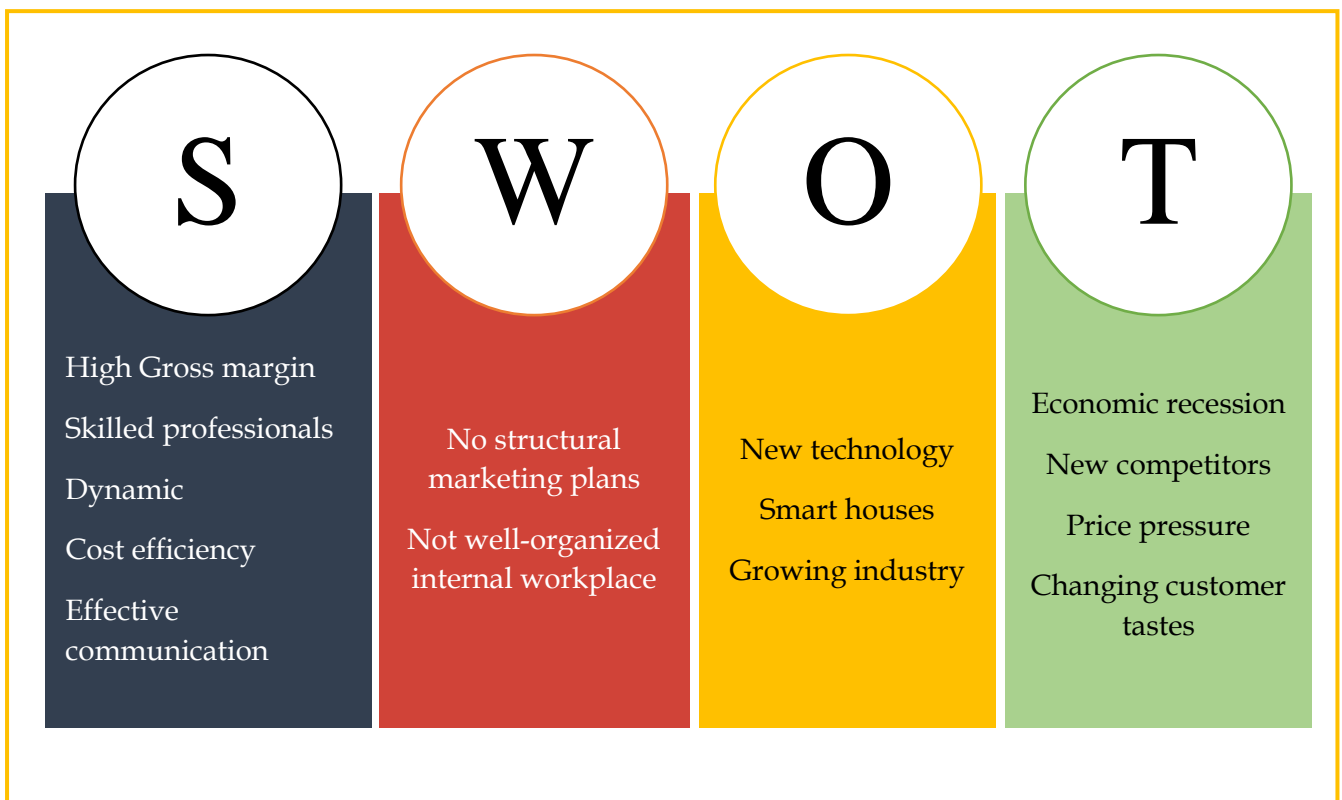 S
High Gross margin
Skilled professionals
Dynamic
Cost efficiency
Effective
communication
W
No structural
marketing plans
Not well-organized
internal workplace
O
New technology
Smart houses
Growing industry
T
Economic recession
New competitors
Price pressure
Changing customer
tastes